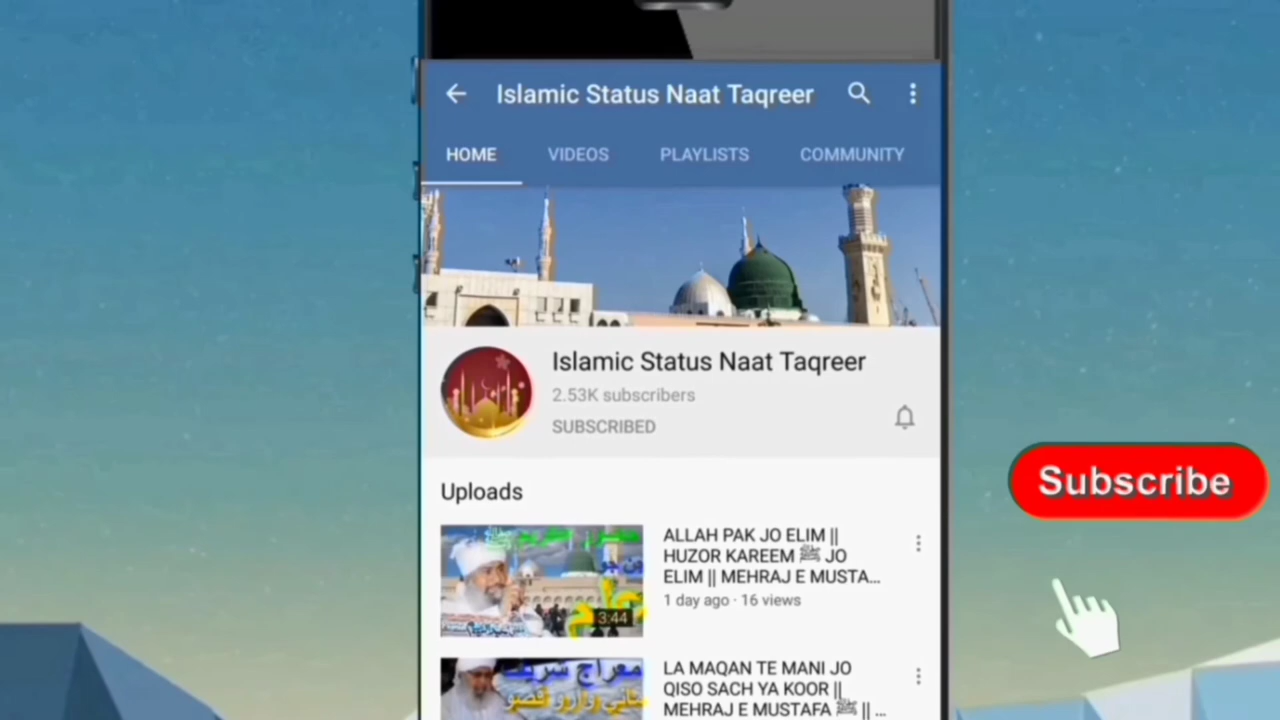 Islamic Status Naat Taqreer
HOME VIDEOS PLAYLISTS COMMUNITY
Islamic Status Naat Taqreer
2.53K subscribers
SUBSCRIBED
Subscribe
Uploads
ALLAH PAK JO ELIM ||
HUZOR KAREEM ﷺ JO
ELIM || MEHRAJ E MUSTA...
1 day ago · 16 views
3:44
معراج شريف
LA MAQAN TE MANI JO
QISO SACH YA KOOR ||
MEHRAJ E MUSTAFA ﷺ || ...